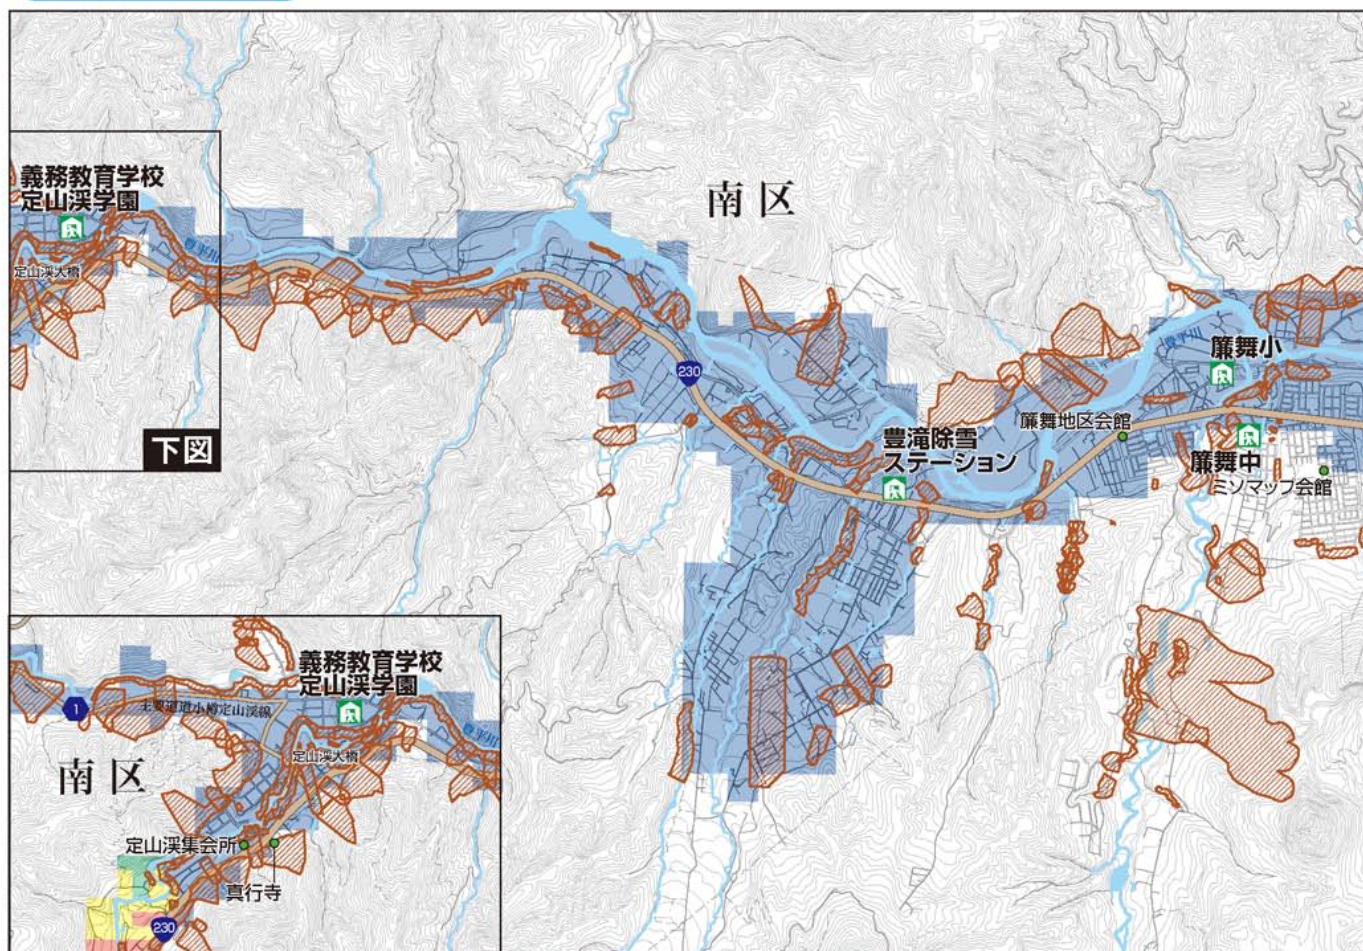 南区
義務教育学校
定山渓学園
豊平川
定山渓大橋
下図
230
豊平川
簾舞小
簾舞地区会館
豊滝除雪
ステーション
簾舞中
ミソマップ会館
義務教育学校
定山渓学園
1
主要道道小樽定山渓線
豊平川
定山渓大橋
南区
定山渓集会所
真行寺
230